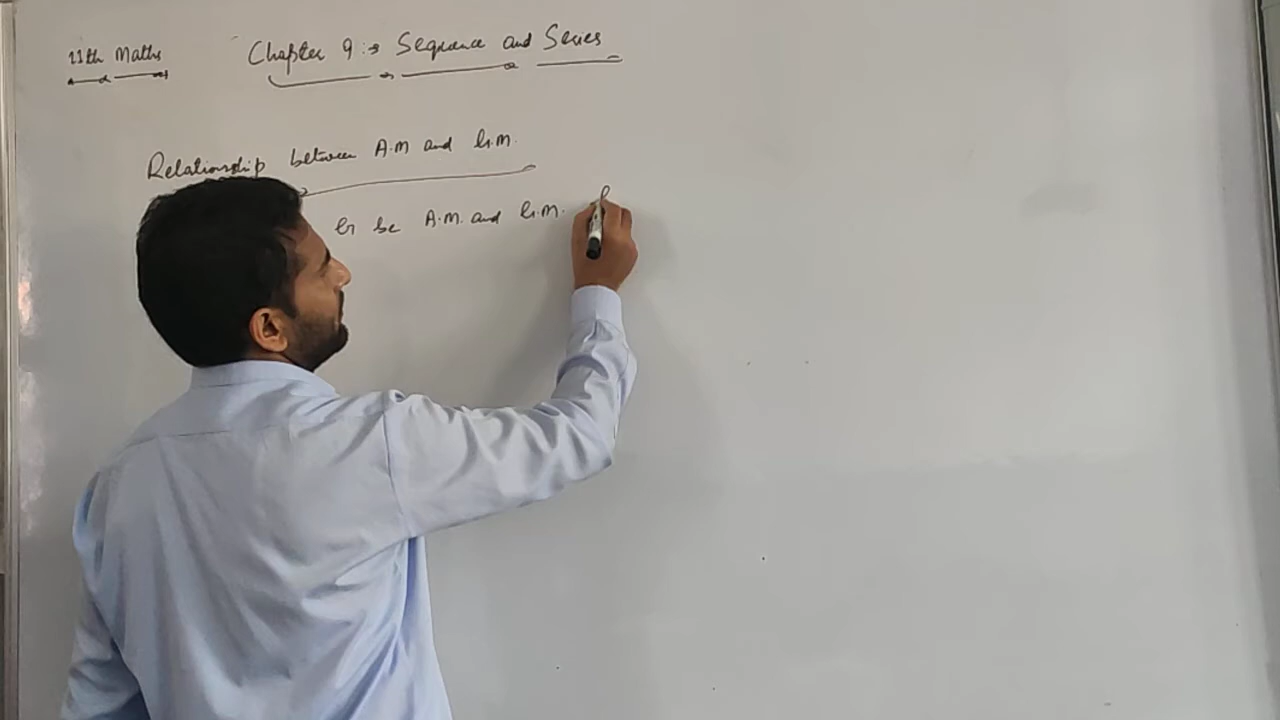 11th Maths Chapter 9 :→ Sequence and Series
Relationship between A.M and G.M.
G be A.M. and G.M.